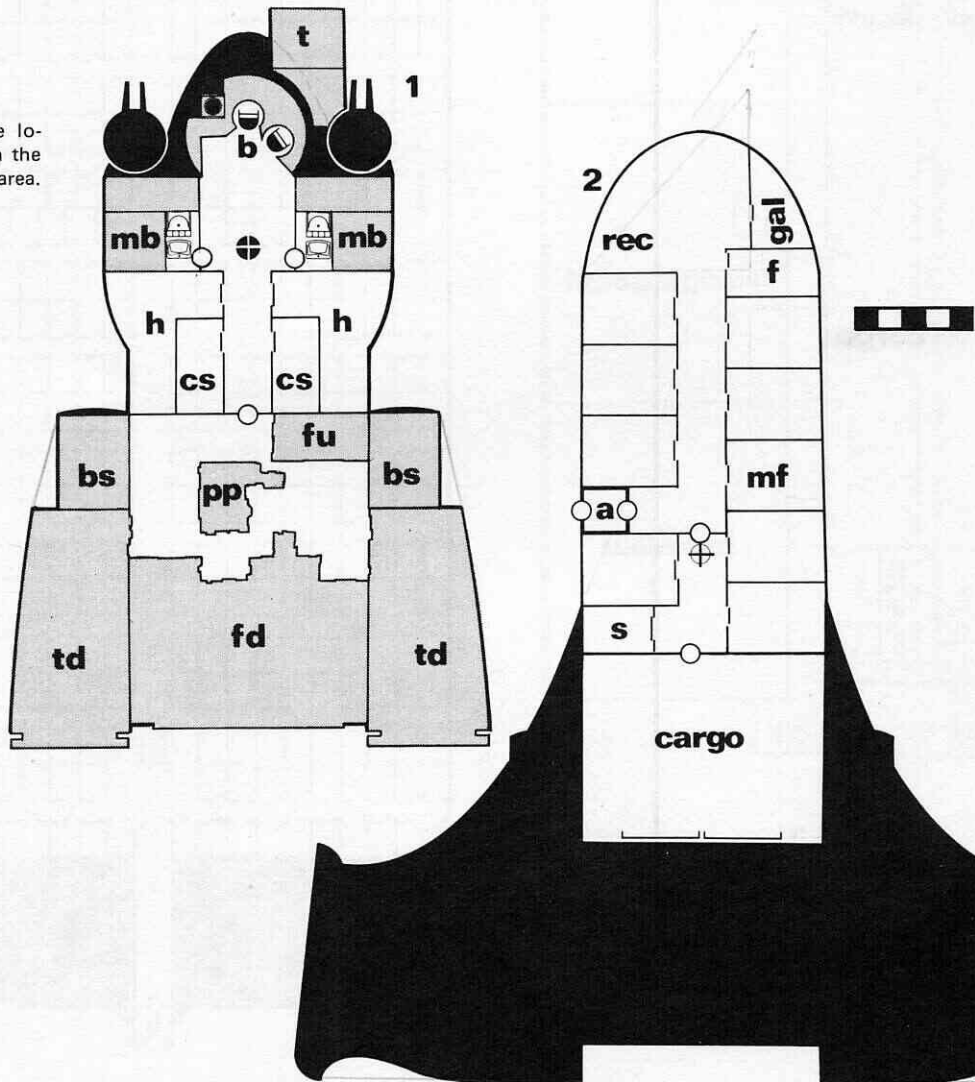 t
1
e lo-
n the
area.
b
mb
mb
h
h
cs
cs
fu
bs
bs
pp
td
fd
td
2
rec
gal
f
mf
a
s
cargo